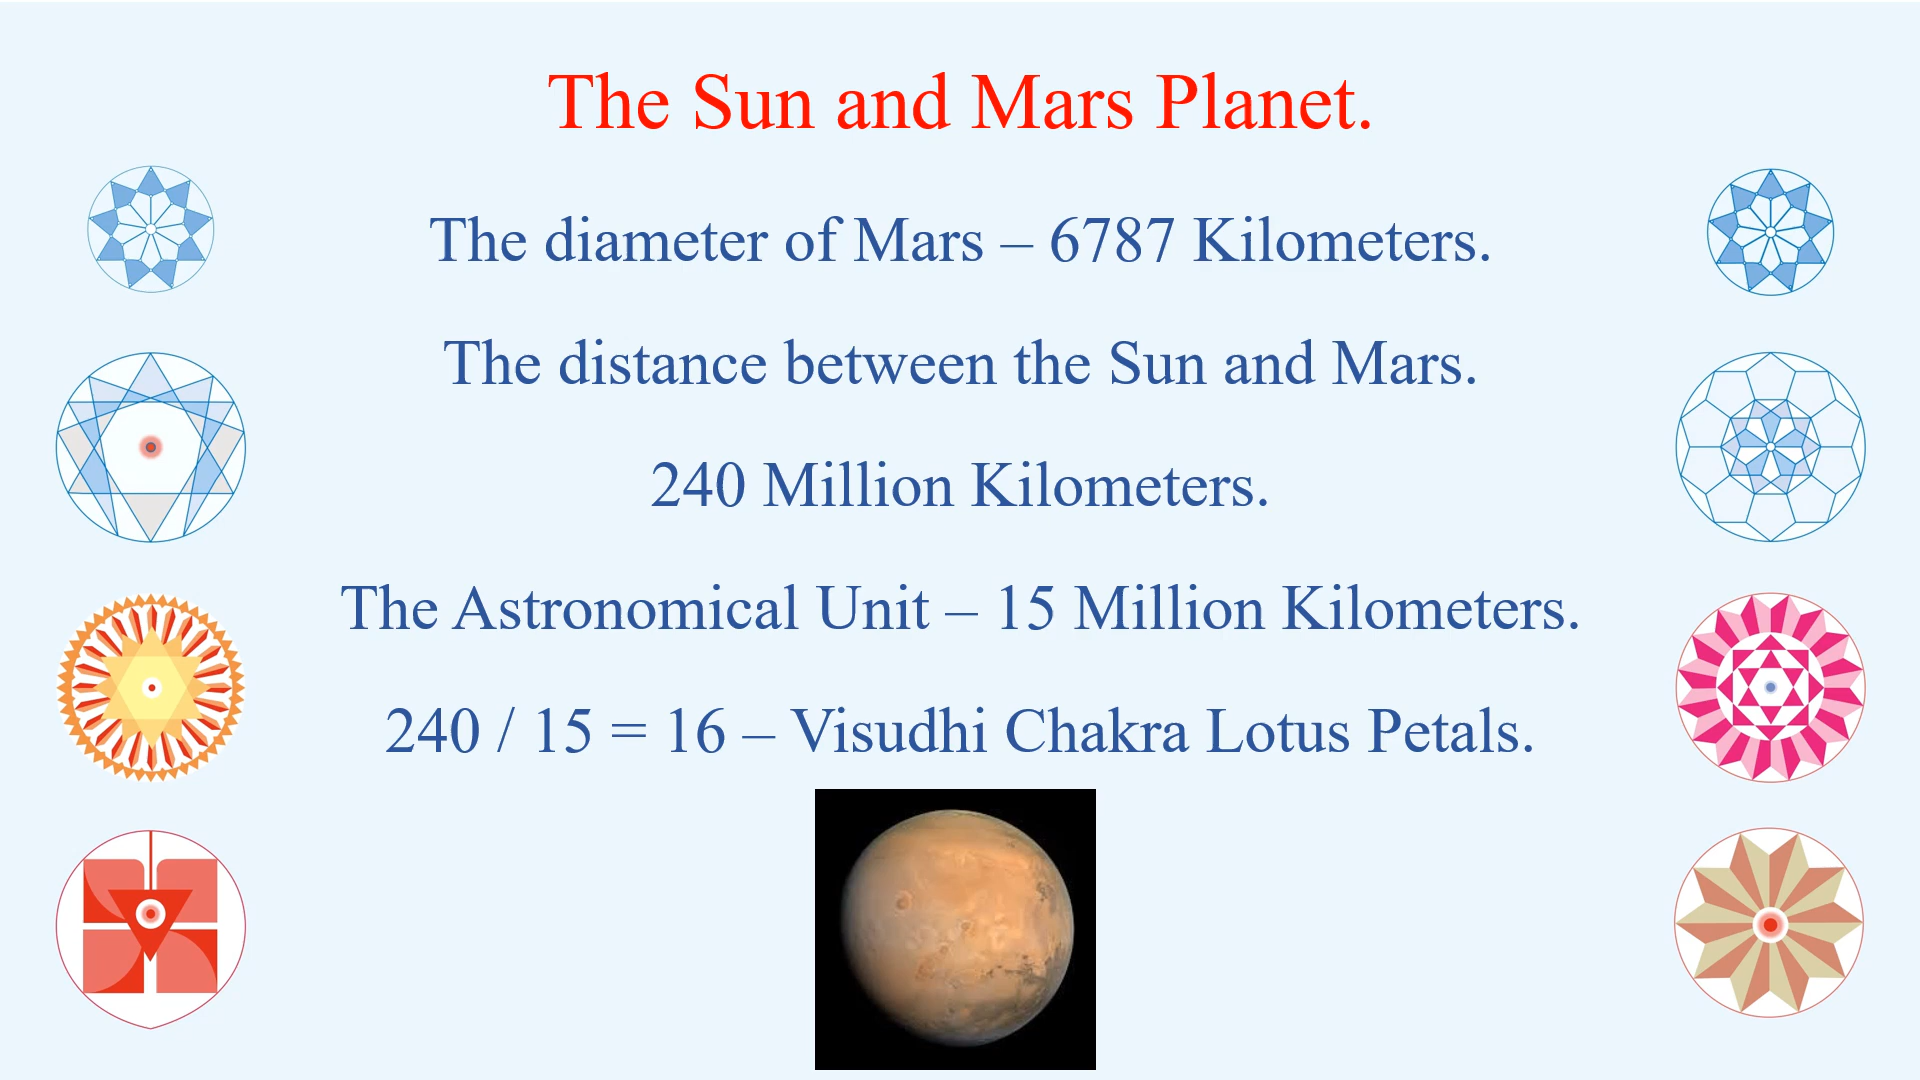 The Sun and Mars Planet.
The diameter of Mars – 6787 Kilometers.
The distance between the Sun and Mars.
240 Million Kilometers.
The Astronomical Unit – 15 Million Kilometers.
240 / 15 = 16 – Visudhi Chakra Lotus Petals.